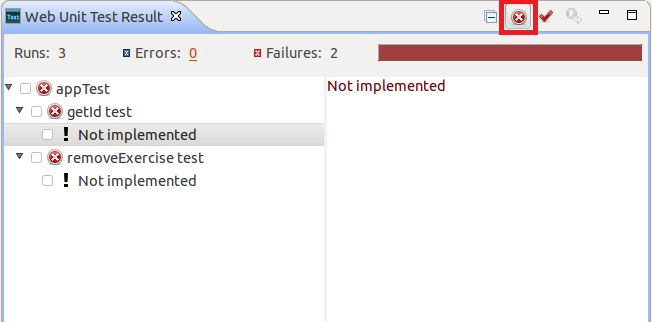 Test Web Unit Test Result
Runs: 3 Errors: 0 Failures: 2
appTest
getId test
! Not implemented
removeExercise test
! Not implemented
Not implemented